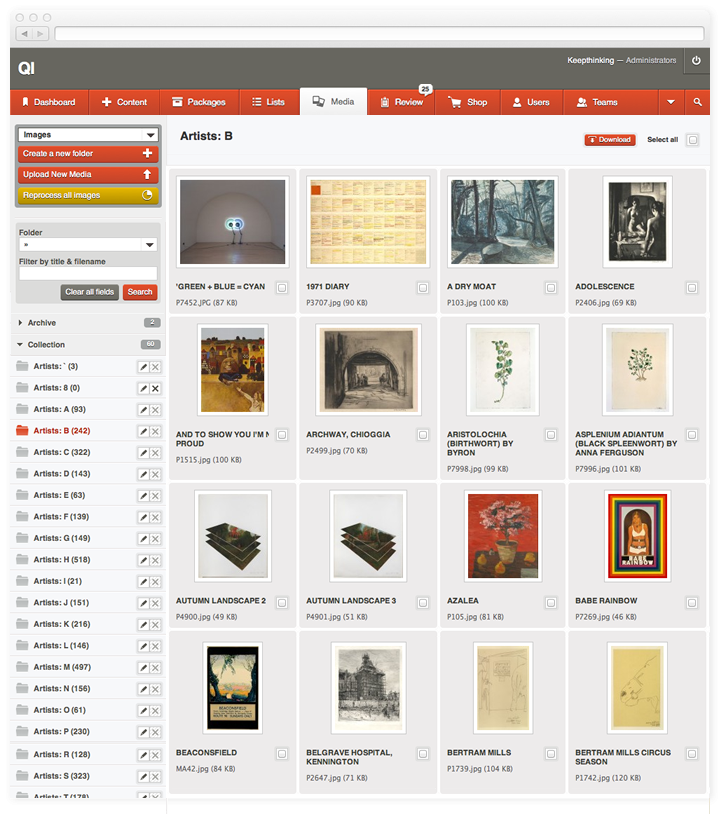 QI
Keepthinking — Administrators
25
Dashboard
Content
Packages
Lists
Media
Review
Shop
Users
Teams
Images
Create a new folder
Upload New Media
Reprocess all images
Folder
»
Filter by title & filename
Clear all fields
Search
Archive 2
Collection 60
Artists: ` (3)
Artists: 8 (0)
Artists: A (93)
Artists: B (242)
Artists: C (322)
Artists: D (143)
Artists: E (63)
Artists: F (139)
Artists: G (149)
Artists: H (518)
Artists: I (21)
Artists: J (151)
Artists: K (216)
Artists: L (146)
Artists: M (497)
Artists: N (156)
Artists: O (61)
Artists: P (230)
Artists: R (128)
Artists: S (323)
Artists: T (178)
Artists: B
Download
Select all
'GREEN + BLUE = CYAN
P7452.JPG (87 KB)
1971 DIARY
P3707.jpg (90 KB)
A DRY MOAT
P103.jpg (100 KB)
ADOLESCENCE
P2406.jpg (69 KB)
AND TO SHOW YOU I'M N
PROUD
P1515.jpg (100 KB)
ARCHWAY, CHIOGGIA
P2499.jpg (70 KB)
ARISTOLOCHIA
(BIRTHWORT) BY
BYRON
P7998.jpg (99 KB)
ASPLENIUM ADIANTUM
(BLACK SPLEENWORT) BY
ANNA FERGUSON
P7996.jpg (101 KB)
AUTUMN LANDSCAPE 2
P4900.jpg (49 KB)
AUTUMN LANDSCAPE 3
P4901.jpg (51 KB)
AZALEA
P105.jpg (81 KB)
BABE
RAINBOW
BABE RAINBOW
P7269.jpg (46 KB)
BEACONSFIELD
BEACONSFIELD
MA42.jpg (84 KB)
BELGRAVE HOSPITAL,
KENNINGTON
P2647.jpg (71 KB)
BERTRAM MILLS
P1739.jpg (104 KB)
BERTRAM MILLS CIRCUS
SEASON
P1742.jpg (120 KB)